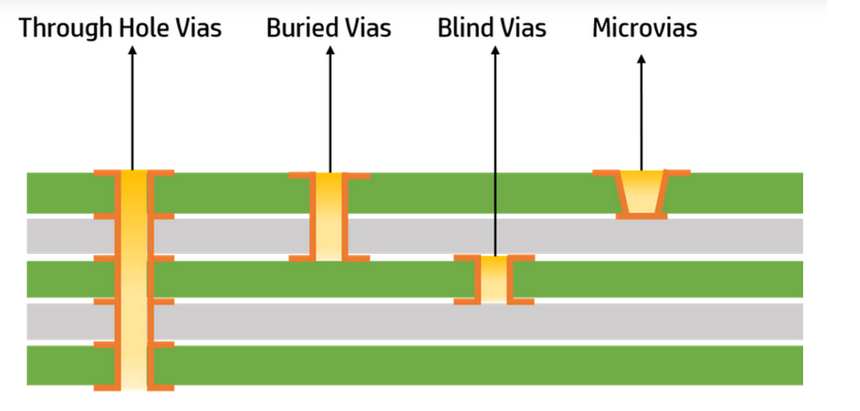 Through Hole Vias
Buried Vias
Blind Vias
Microvias